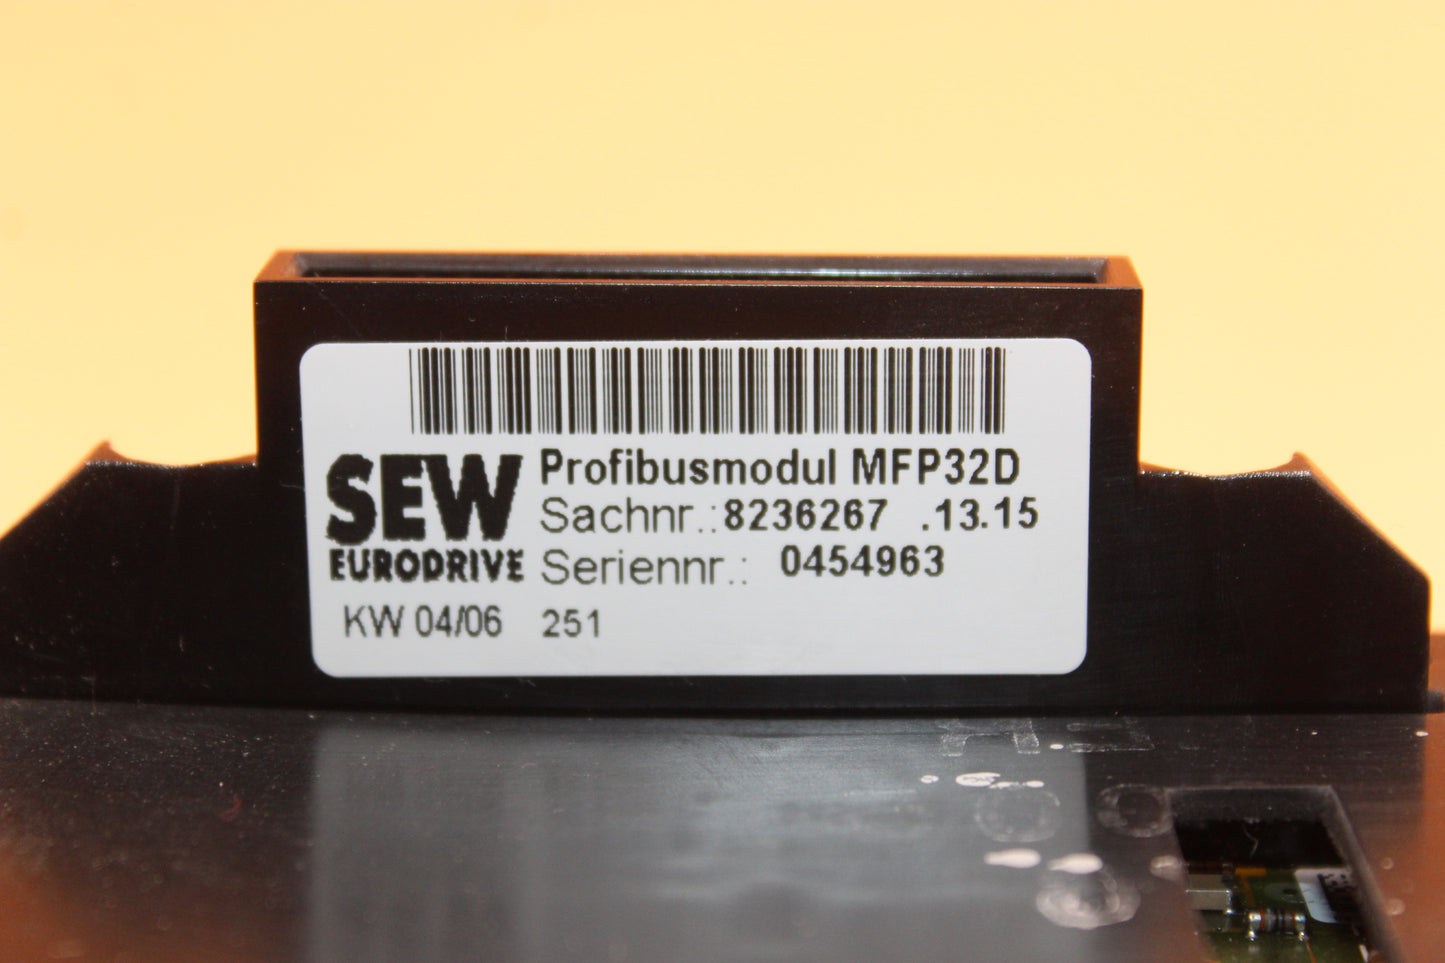 SEW
EURODRIVE
Profibusmodul MFP32D
Sachnr.:8236267 .13.15
Seriennr.: 0454963
KW 04/06 251